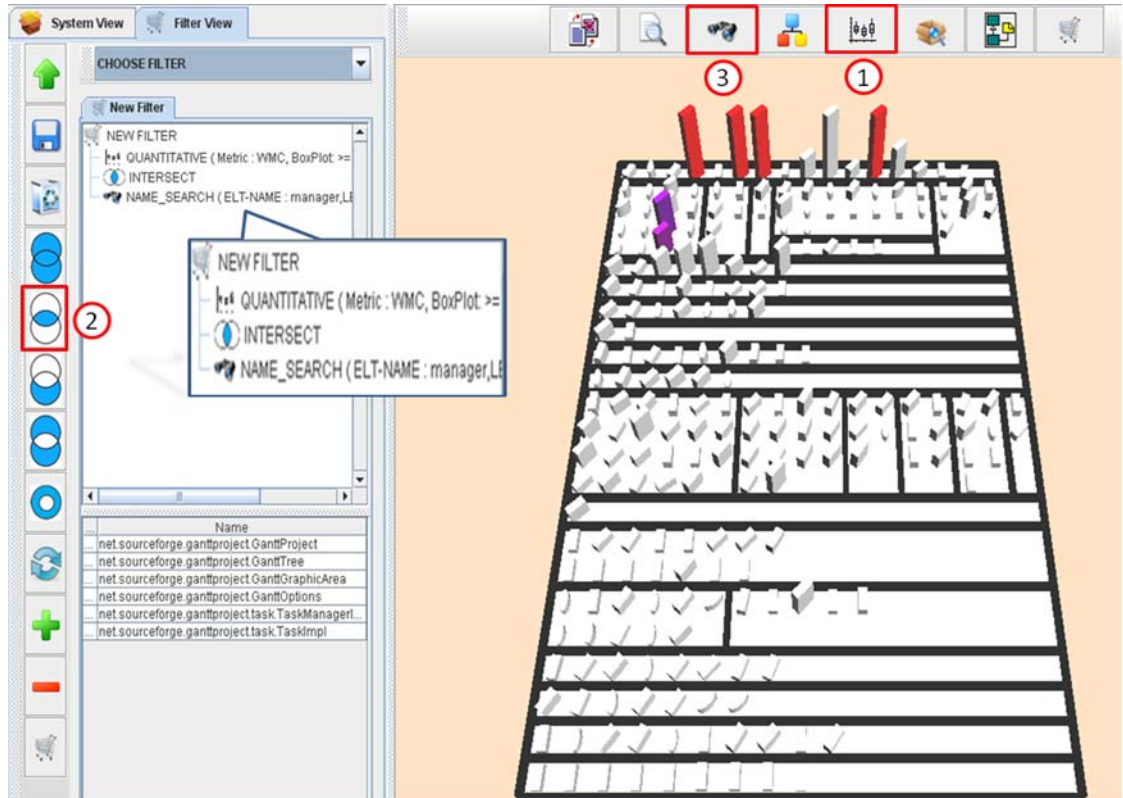 System View
Filter View
CHOOSE FILTER
New Filter
NEW FILTER
QUANTITATIVE ( Metric : WMC, BoxPlot: >=
INTERSECT
NAME_SEARCH ( ELT-NAME : manager,LE
NEW FILTER
QUANTITATIVE ( Metric : WMC, BoxPlot: >=
INTERSECT
NAME_SEARCH ( ELT-NAME : manager,LE
3
1
2
... Name
... net.sourceforge.ganttproject.GanttProject
... net.sourceforge.ganttproject.GanttTree
... net.sourceforge.ganttproject.GanttGraphicArea
... net.sourceforge.ganttproject.GanttOptions
... net.sourceforge.ganttproject.task.TaskManagerI...
... net.sourceforge.ganttproject.task.TaskImpl